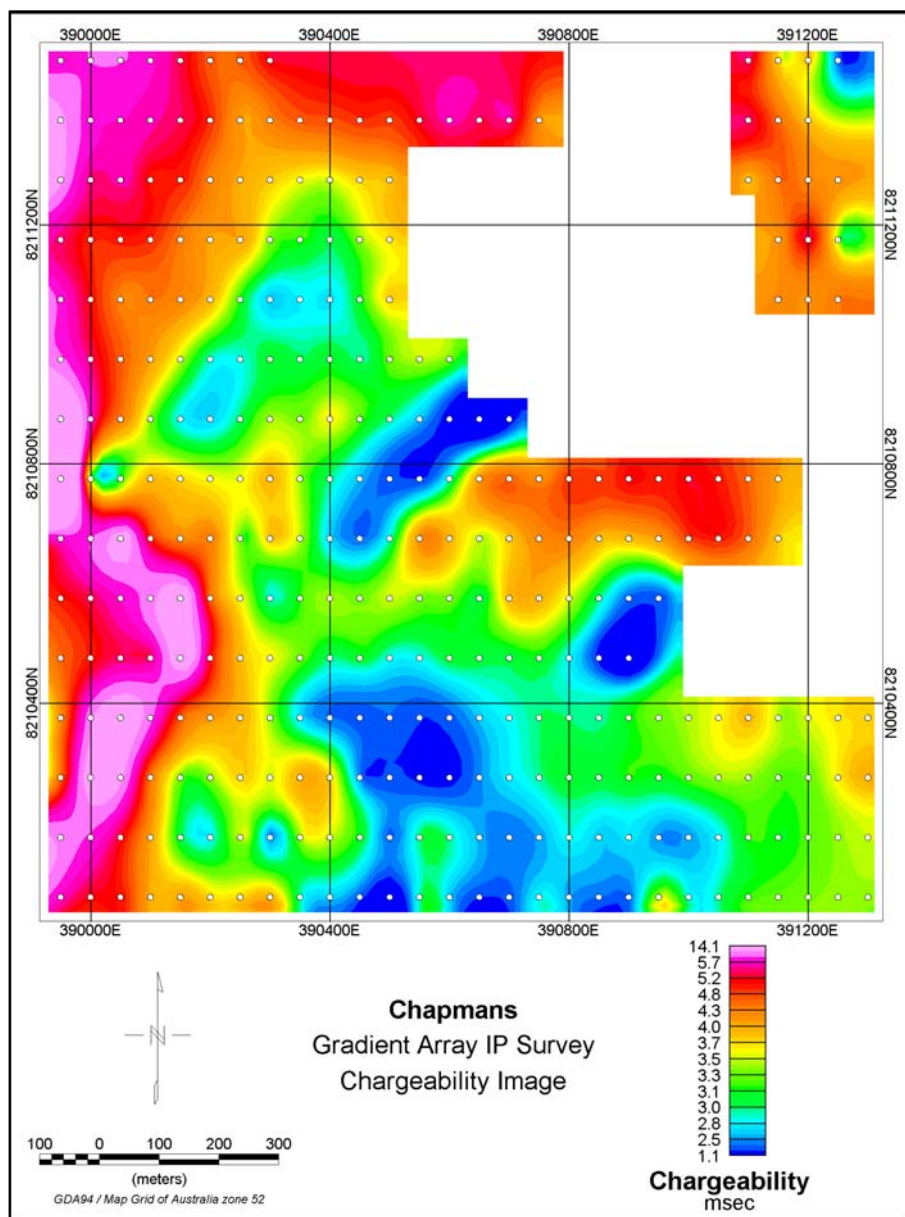 390000E 390400E 390800E 391200E
8211200N 8211200N
8210800N 8210800N
8210400N 8210400N
390000E 390400E 390800E 391200E
N
Chapmans
Gradient Array IP Survey
Chargeability Image
14.1
5.7
5.2
4.8
4.3
4.0
3.7
3.5
3.3
3.1
3.0
2.8
2.5
1.1
Chargeability
msec
100 0 100 200 300
(meters)
GDA94 / Map Grid of Australia zone 52